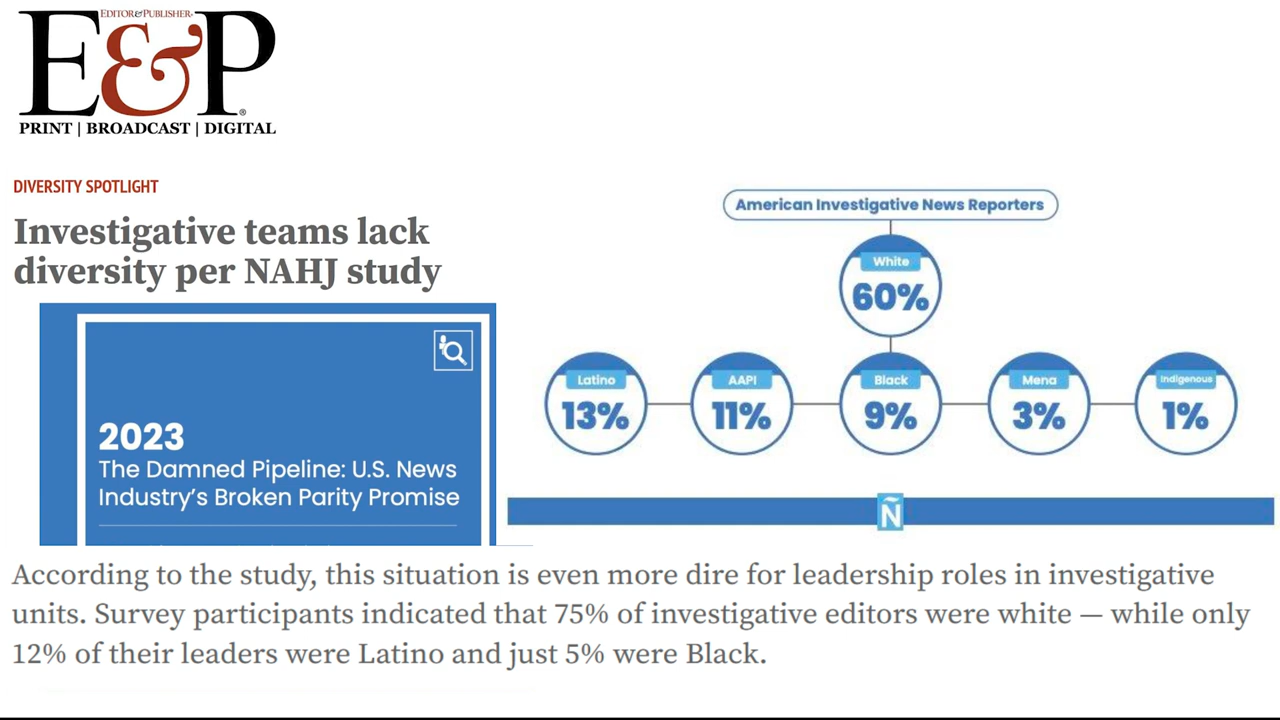 EDITOR&PUBLISHER®
E&P®
PRINT | BROADCAST | DIGITAL
DIVERSITY SPOTLIGHT
Investigative teams lack
diversity per NAHJ study
2023
The Damned Pipeline: U.S. News
Industry’s Broken Parity Promise
American Investigative News Reporters
White
60%
Latino
13%
AAPI
11%
Black
9%
Mena
3%
Indigenous
1%
Ñ
According to the study, this situation is even more dire for leadership roles in investigative
units. Survey participants indicated that 75% of investigative editors were white — while only
12% of their leaders were Latino and just 5% were Black.